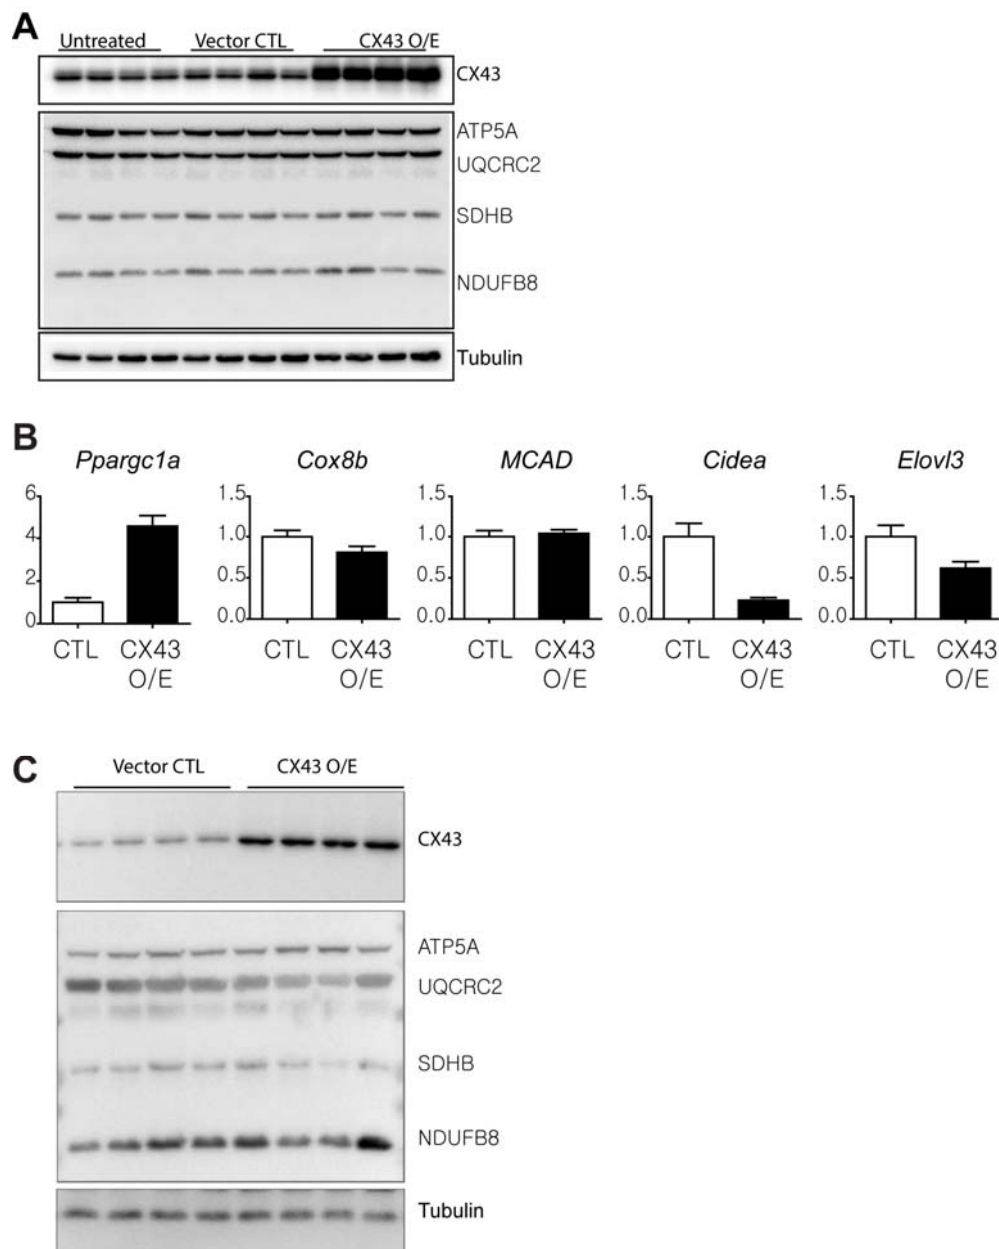 A
Untreated Vector CTL CX43 O/E
CX43
ATP5A
UQCRC2
SDHB
NDUFB8
Tubulin
B
Ppargc1a Cox8b MCAD Cidea Elovl3
6 1.5 1.5 1.5 1.5
4 1.0 1.0 1.0 1.0
2 0.5 0.5 0.5 0.5
0 0.0 0.0 0.0 0.0
CTL CX43 CTL CX43 CTL CX43 CTL CX43 CTL CX43
O/E O/E O/E O/E O/E
C
Vector CTL CX43 O/E
CX43
ATP5A
UQCRC2
SDHB
NDUFB8
Tubulin